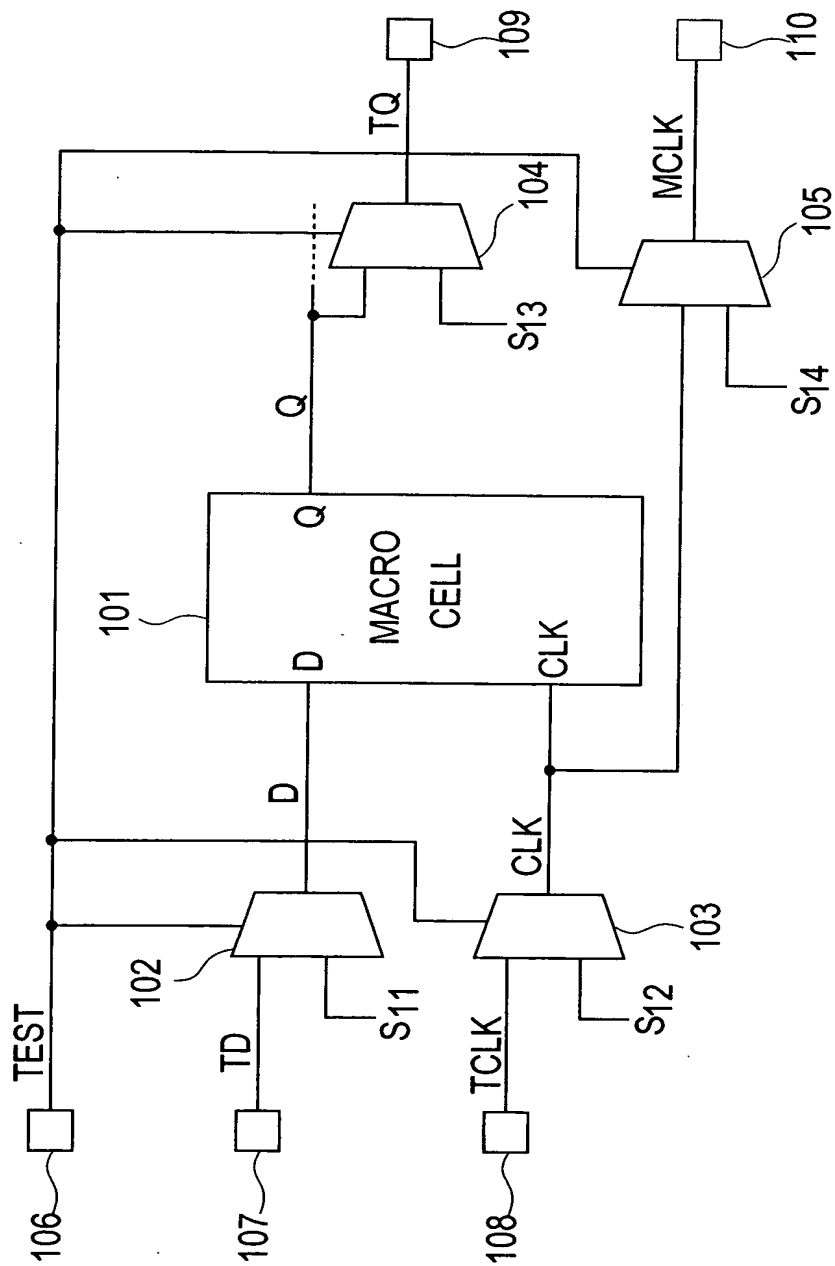 106
TEST
107
TD
102
S11
D
108
TCLK
S12
103
CLK
101
D
Q
MACRO
CELL
CLK
Q
S13
104
TQ
109
S14
105
MCLK
110